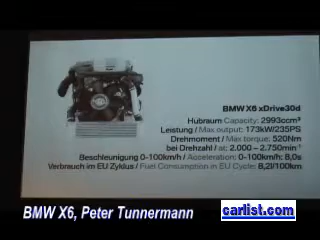 BMW X6 xDrive30d
Hubraum Capacity: 2993ccm³
Leistung / Max output: 173kW/235PS
Drehmoment / Max torque: 520Nm
bei Drehzahl / at: 2.000 – 2.750min⁻¹
Beschleunigung 0-100km/h / Acceleration: 0-100km/h: 8,0s
Verbrauch im EU Zyklus / Fuel Consumption in EU Cycle: 8,2l/100km
BMW X6, Peter Tunnermann
carlist.com